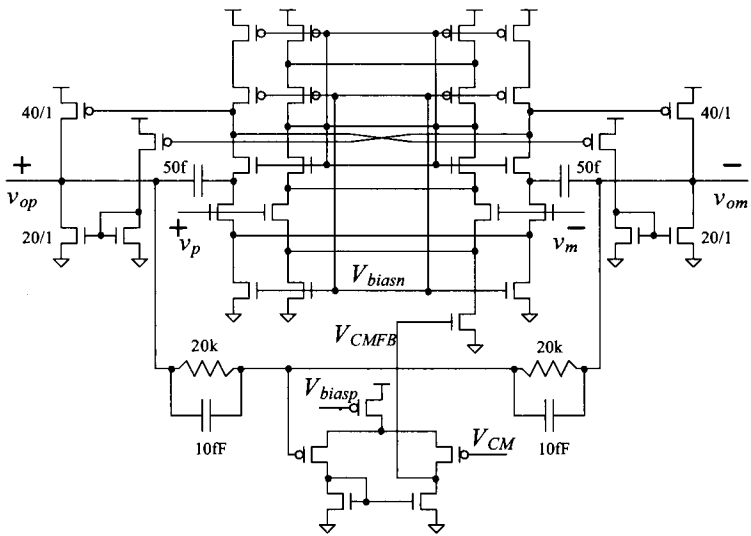 40/1
40/1
+
−
50f
50f
v_op
v_om
20/1
+
v_p
v_m
−
20/1
V_biasn
V_CMFB
20k
20k
V_biasp
V_CM
10fF
10fF